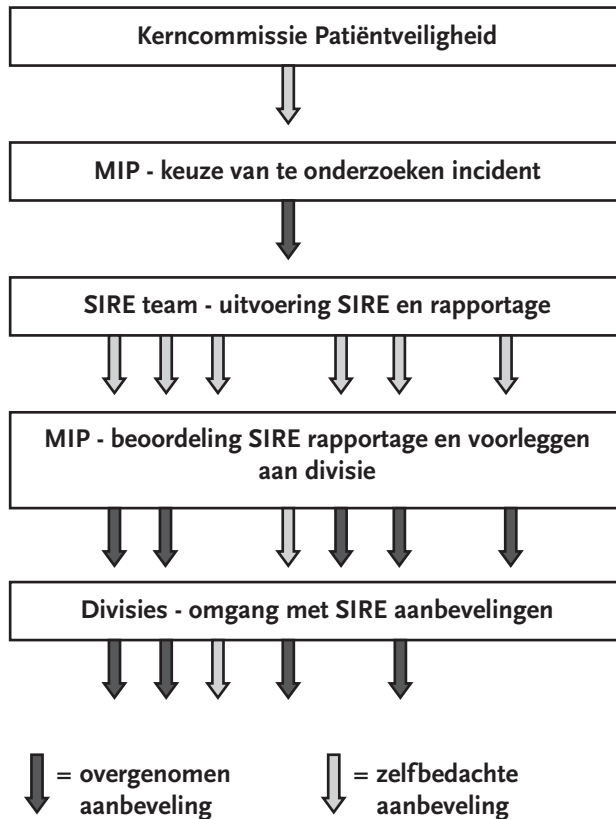 Kerncommissie Patiëntveiligheid
MIP - keuze van te onderzoeken incident
SIRE team - uitvoering SIRE en rapportage
MIP - beoordeling SIRE rapportage en voorleggen
aan divisie
Divisies - omgang met SIRE aanbevelingen
= overgenomen
aanbeveling
= zelfbedachte
aanbeveling